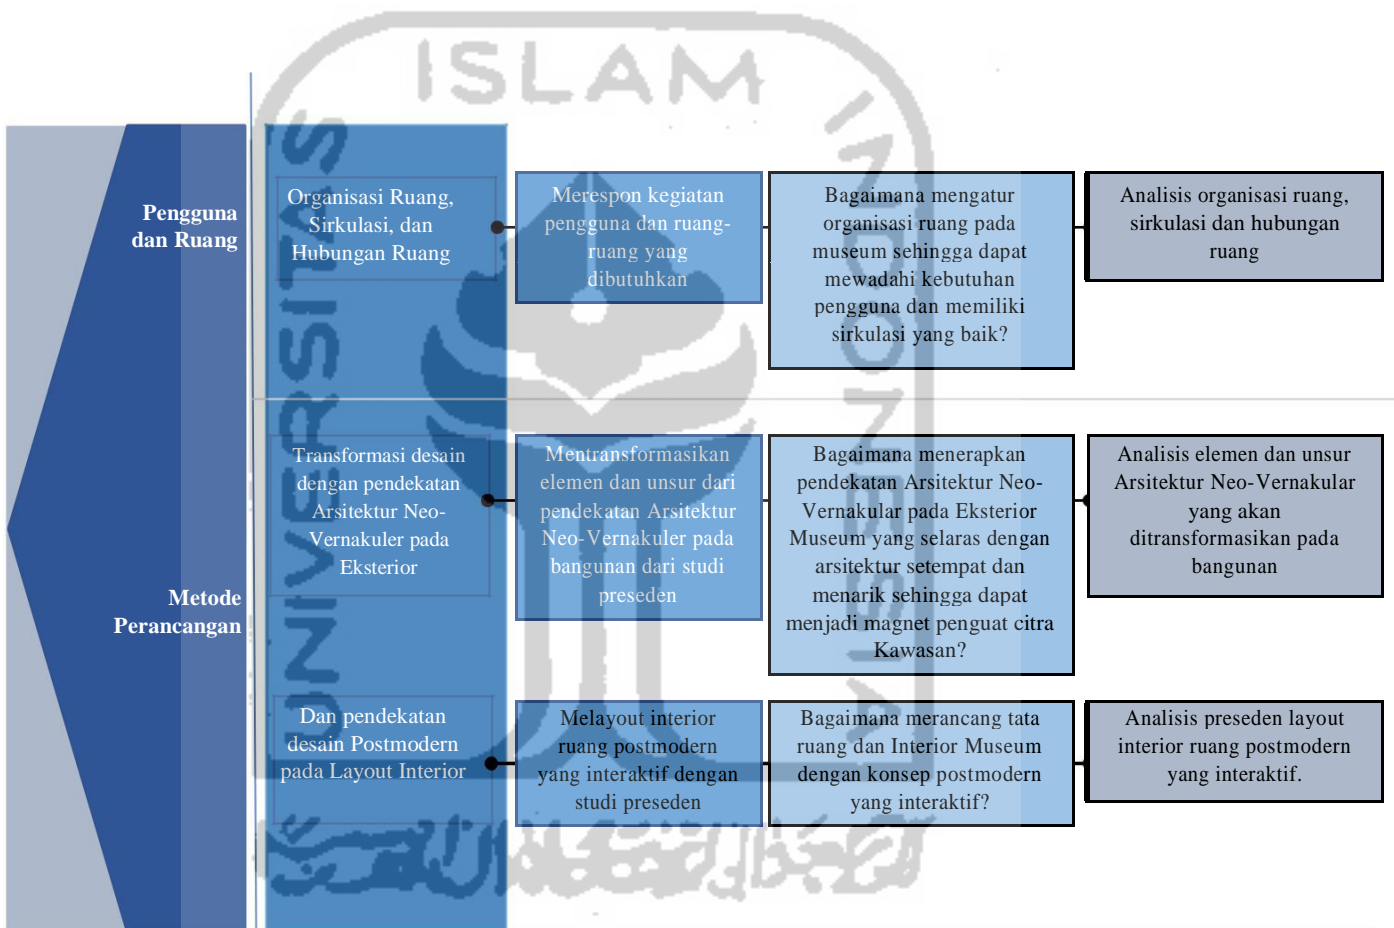 UNIVERSITAS
ISLAM
INDONESIA
Pengguna
dan Ruang
Organisasi Ruang,
Sirkulasi, dan
Hubungan Ruang
Merespon kegiatan
pengguna dan ruang-
ruang yang
dibutuhkan
Bagaimana mengatur
organisasi ruang pada
museum sehingga dapat
mewadahi kebutuhan
pengguna dan memiliki
sirkulasi yang baik?
Analisis organisasi ruang,
sirkulasi dan hubungan
ruang
Metode
Perancangan
Transformasi desain
dengan pendekatan
Arsitektur Neo-
Vernakuler pada
Eksterior
Mentransformasikan
elemen dan unsur dari
pendekatan Arsitektur
Neo-Vernakuler pada
bangunan dari studi
preseden
Bagaimana menerapkan
pendekatan Arsitektur Neo-
Vernakular pada Eksterior
Museum yang selaras dengan
arsitektur setempat dan
menarik sehingga dapat
menjadi magnet penguat citra
Kawasan?
Analisis elemen dan unsur
Arsitektur Neo-Vernakular
yang akan
ditransformasikan pada
bangunan
Dan pendekatan
desain Postmodern
pada Layout Interior
Melayout interior
ruang postmodern
yang interaktif dengan
studi preseden
Bagaimana merancang tata
ruang dan Interior Museum
dengan konsep postmodern
yang interaktif?
Analisis preseden layout
interior ruang postmodern
yang interaktif.